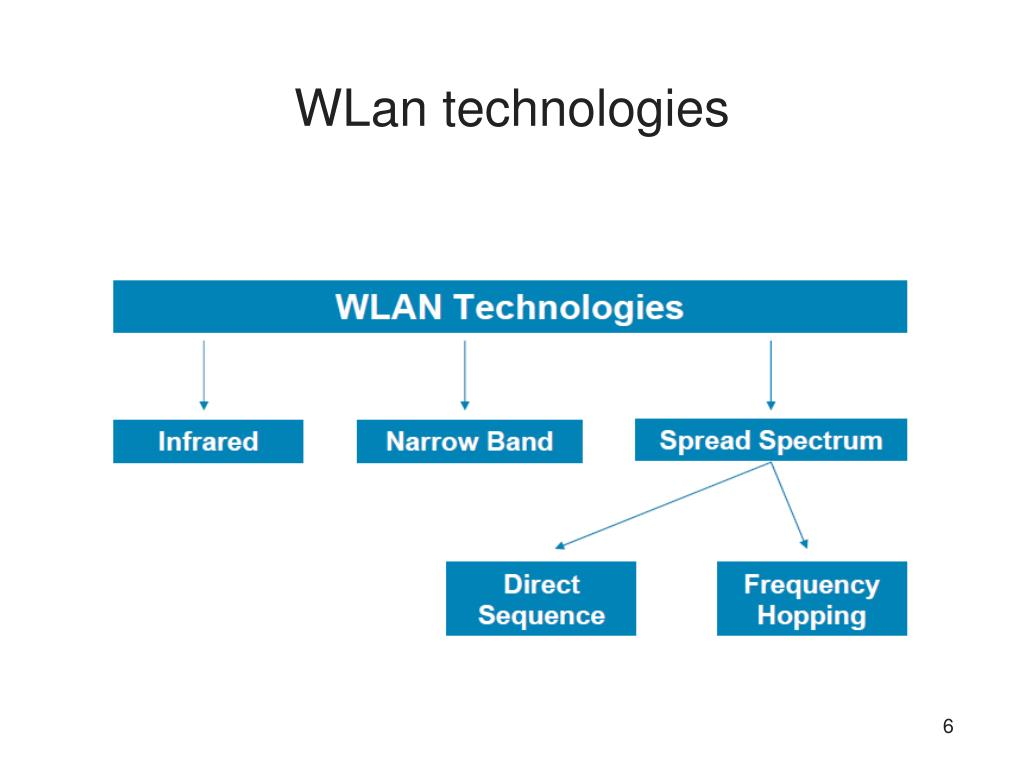 WLan technologies
WLAN Technologies
Infrared
Narrow Band
Spread Spectrum
Direct
Sequence
Frequency
Hopping
6